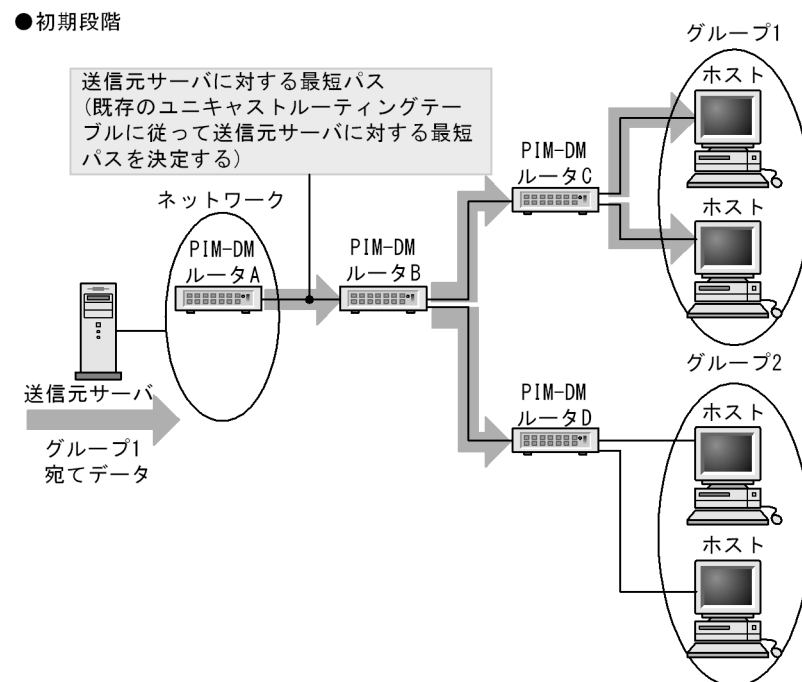 ●初期段階
グループ1
ホスト
送信元サーバに対する最短パス
(既存のユニキャストルーティングテー
ブルに従って送信元サーバに対する最短
パスを決定する)
PIM-DM
ルータC
ネットワーク
ホスト
PIM-DM
ルータA
PIM-DM
ルータB
グループ2
送信元サーバ
PIM-DM
ルータD
ホスト
グループ1
宛てデータ
ホスト